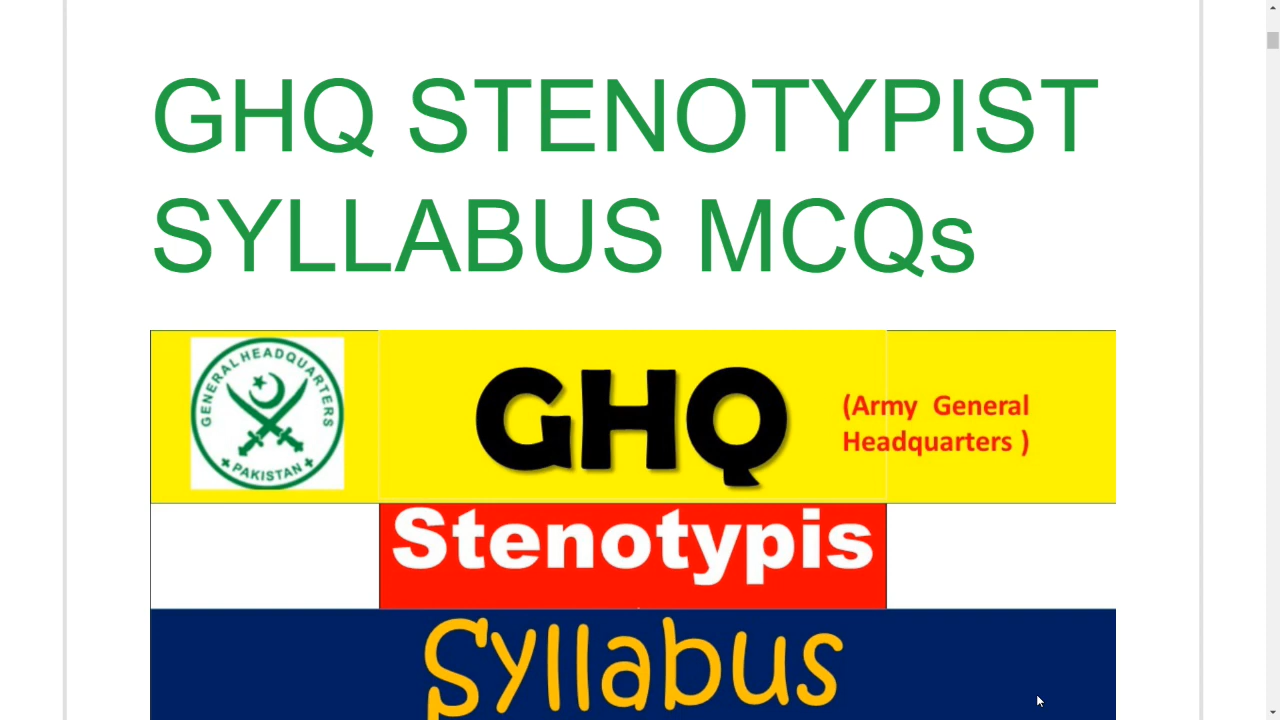 GHQ STENOTYPIST
SYLLABUS MCQs
GENERAL HEADQUARTERS
PAKISTAN
GHQ
(Army General
Headquarters )
Stenotypis
Syllabus